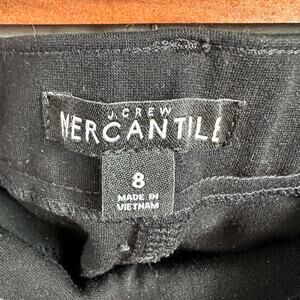 J.CREW
MERCANTILE
8
MADE IN
VIETNAM